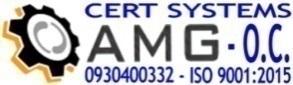 CERT SYSTEMS
AMG - O.C.
0930400332 - ISO 9001:2015